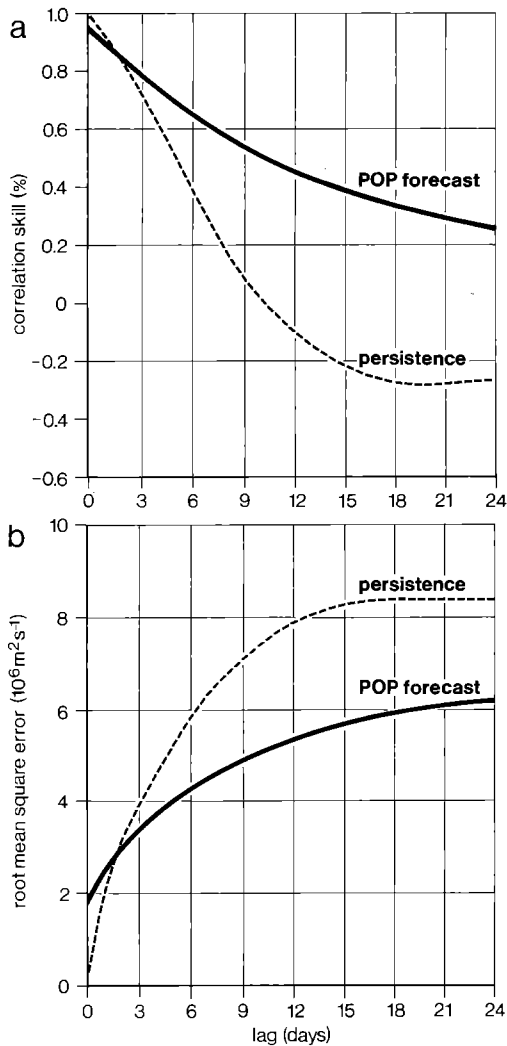 a
correlation skill (%)
1.0
0.8
0.6
0.4
0.2
0
−0.2
−0.4
−0.6
POP forecast
persistence
0 3 6 9 12 15 18 21 24
b
root mean square error (10⁶m²s⁻¹)
10
8
6
4
2
0
persistence
POP forecast
0 3 6 9 12 15 18 21 24
lag (days)